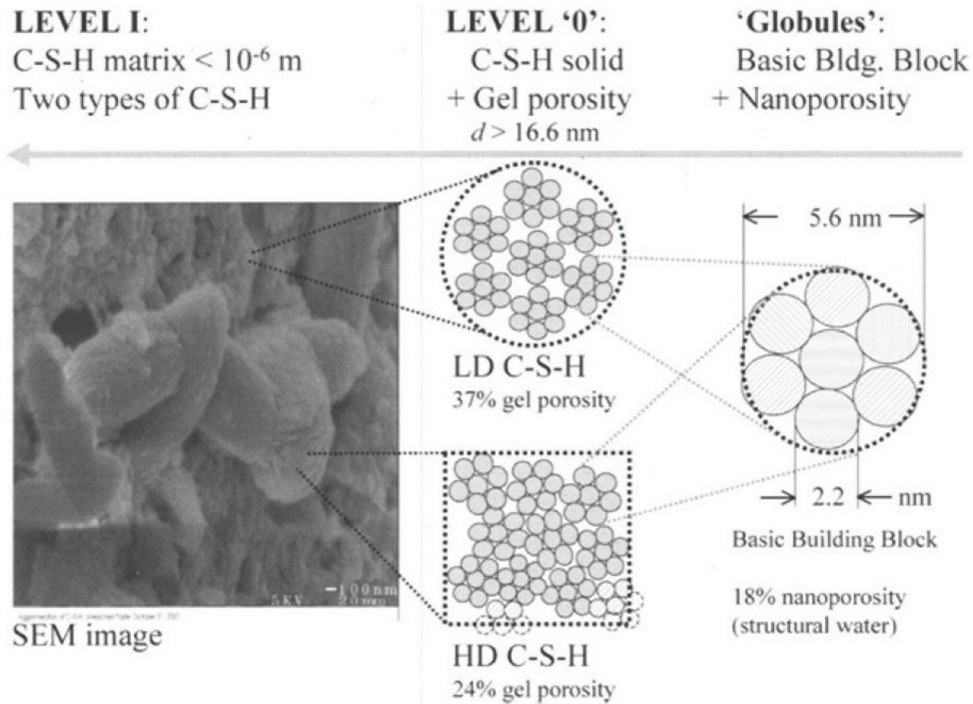 LEVEL I:
C-S-H matrix < 10⁻⁶ m
Two types of C-S-H
LEVEL ‘0’:
C-S-H solid
+ Gel porosity
d > 16.6 nm
‘Globules’:
Basic Bldg. Block
+ Nanoporosity
5.6 nm
LD C-S-H
37% gel porosity
2.2 nm
Basic Building Block
18% nanoporosity
(structural water)
5KV
100nm
20mm
SEM image
HD C-S-H
24% gel porosity